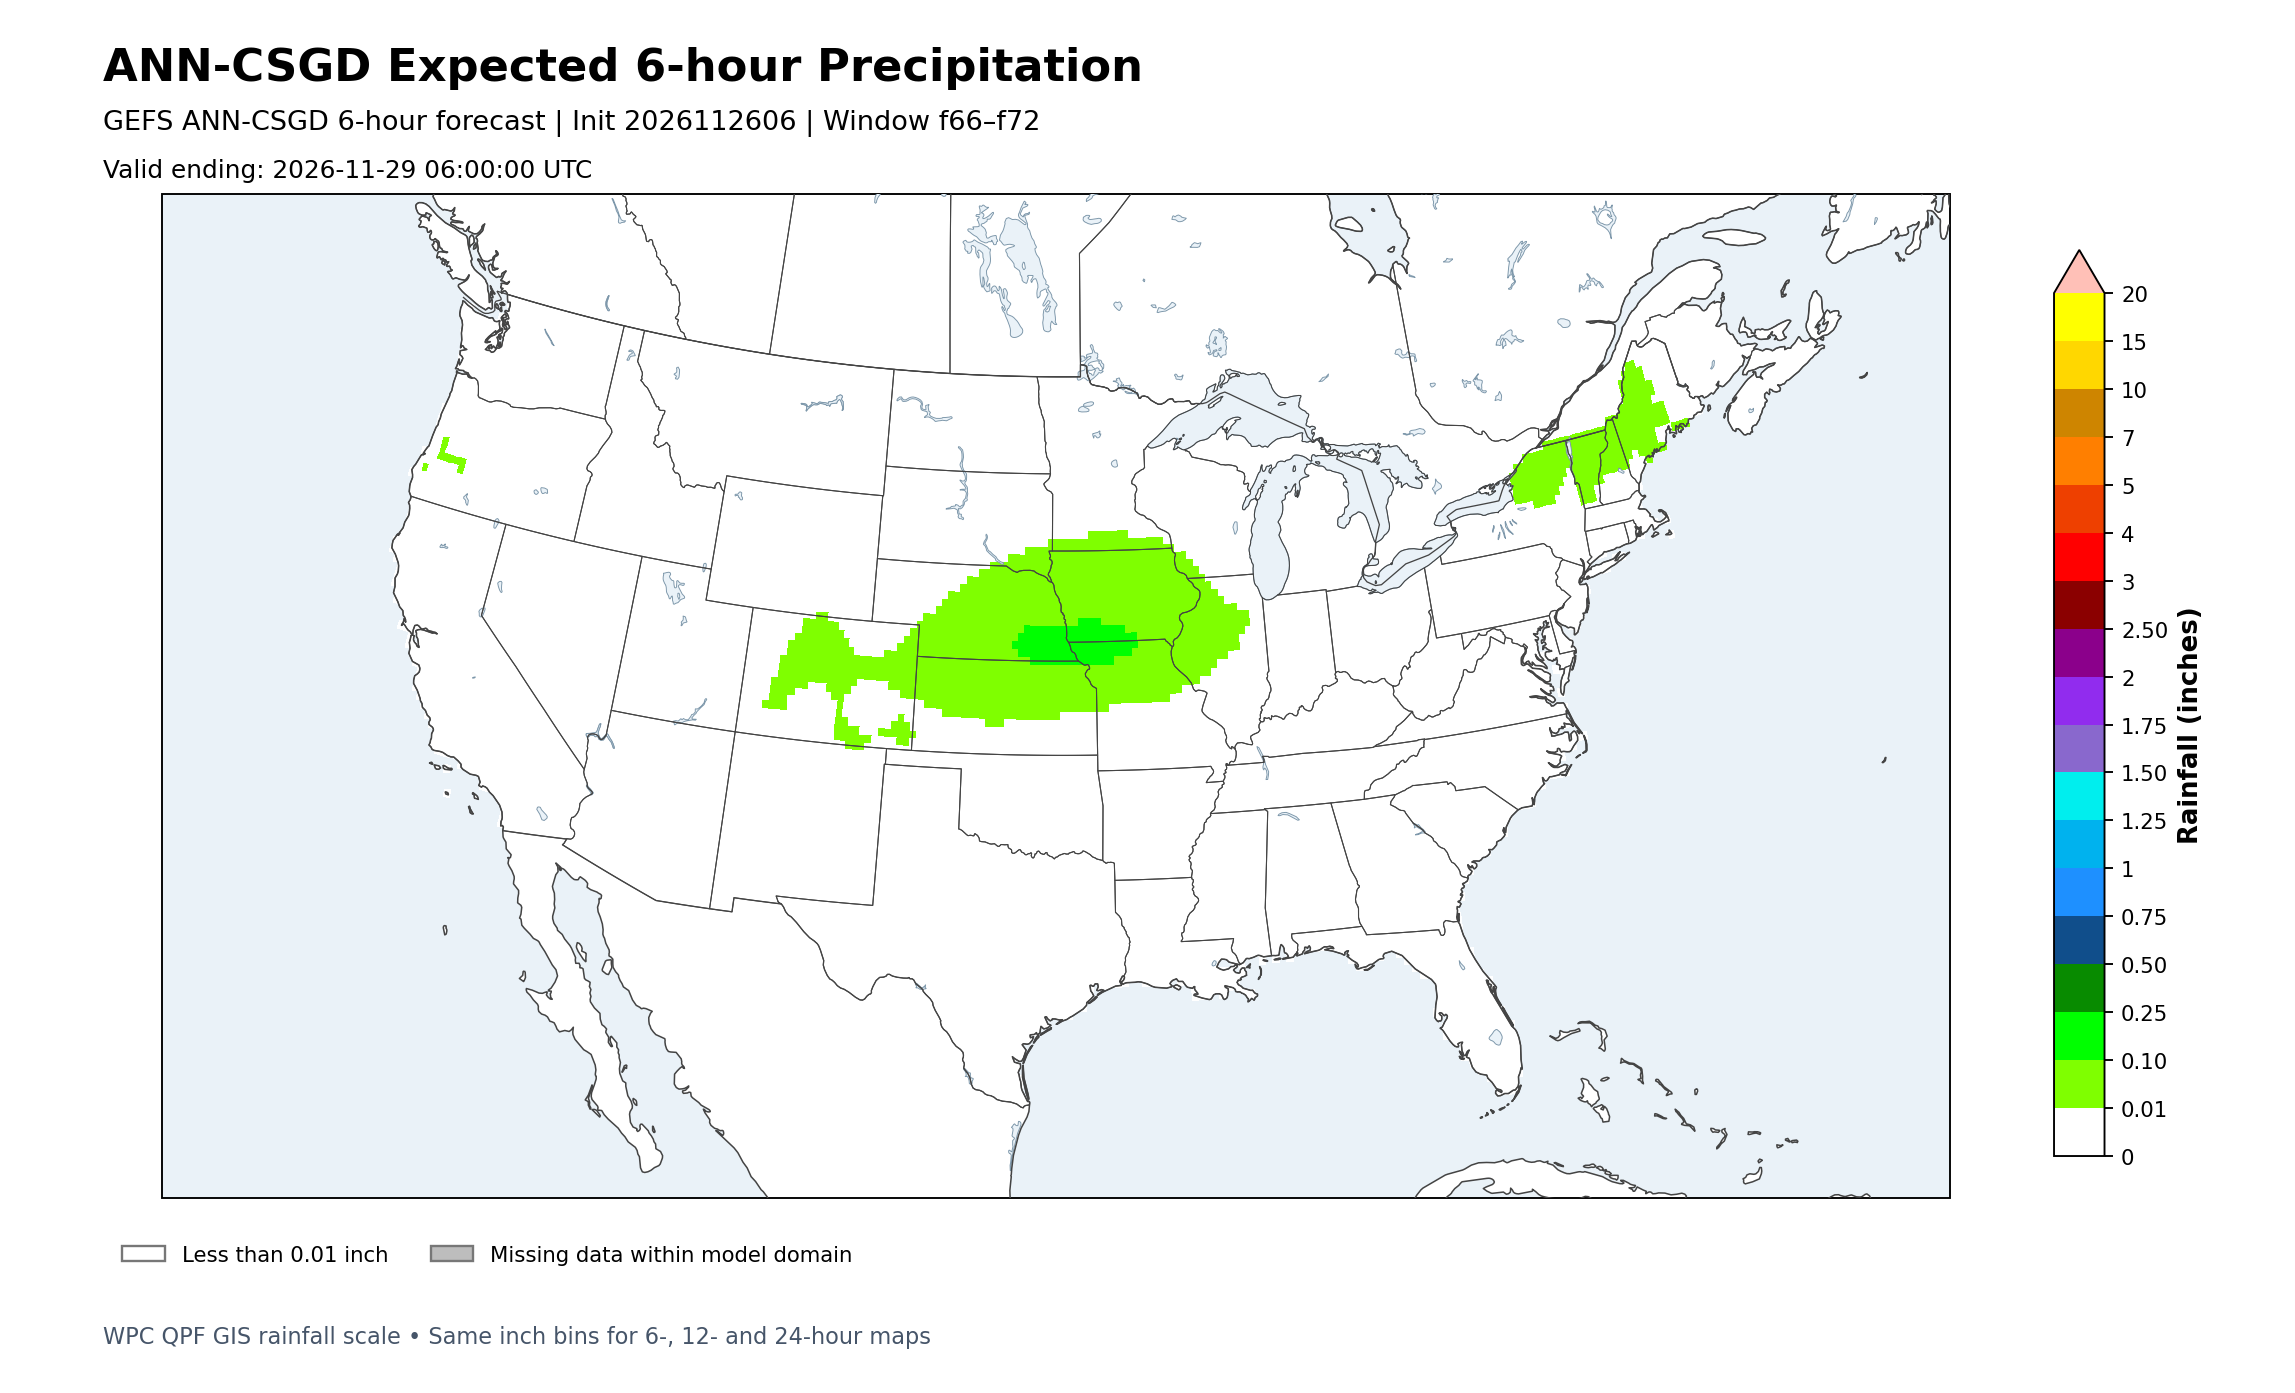 ANN-CSGD Expected 6-hour Precipitation
GEFS ANN-CSGD 6-hour forecast | Init 2026112606 | Window f66–f72
Valid ending: 2026-11-29 06:00:00 UTC
20
15
10
7
5
4
3
2.50
2
1.75
1.50
1.25
1
0.75
0.50
0.25
0.10
0.01
0
Rainfall (inches)
Less than 0.01 inch
Missing data within model domain
WPC QPF GIS rainfall scale • Same inch bins for 6-, 12- and 24-hour maps